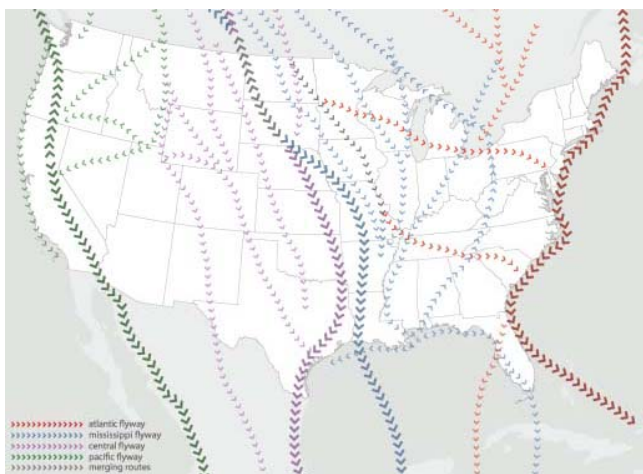 atlantic flyway
mississippi flyway
central flyway
pacific flyway
merging routes